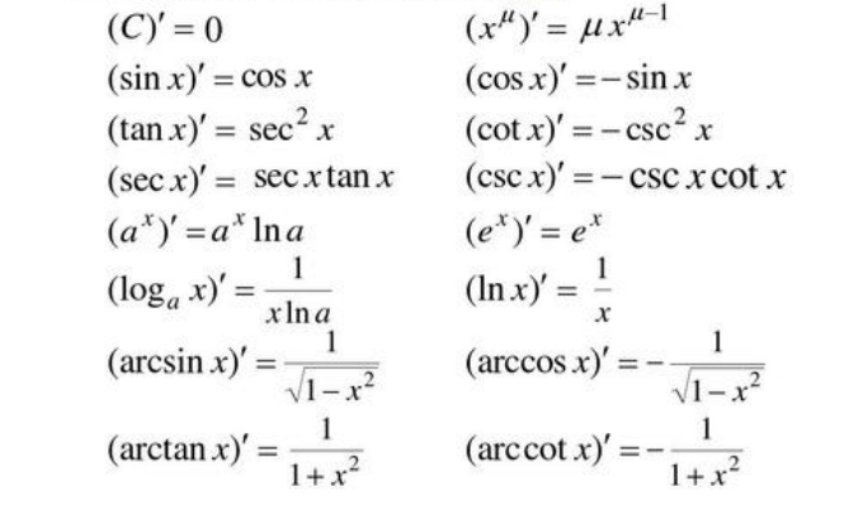 (C)′ = 0 (x^μ)′ = μx^{μ−1}
(sin x)′ = cos x (cos x)′ = − sin x
(tan x)′ = sec² x (cot x)′ = − csc² x
(sec x)′ = sec x tan x (csc x)′ = − csc x cot x
(a^x)′ = a^x ln a (e^x)′ = e^x
(log_a x)′ = 1/(x ln a) (ln x)′ = 1/x
(arcsin x)′ = 1/√(1−x²) (arccos x)′ = − 1/√(1−x²)
(arctan x)′ = 1/(1+x²) (arccot x)′ = − 1/(1+x²)